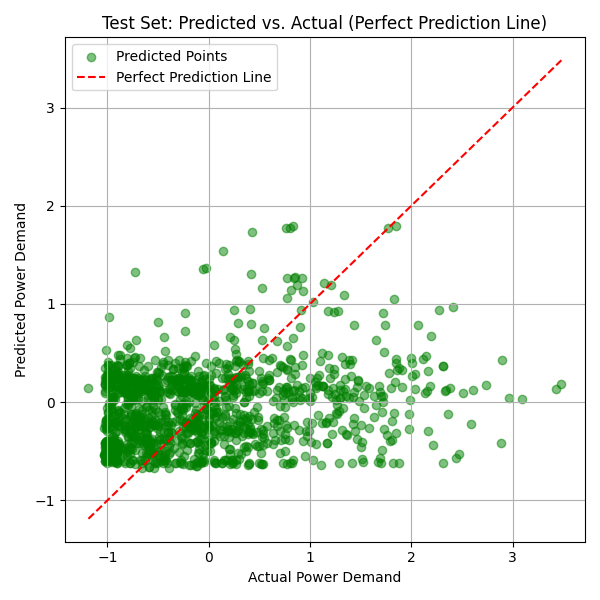 Test Set: Predicted vs. Actual (Perfect Prediction Line)
Predicted Points
Perfect Prediction Line
Predicted Power Demand
3
2
1
0
−1
−1 0 1 2 3
Actual Power Demand